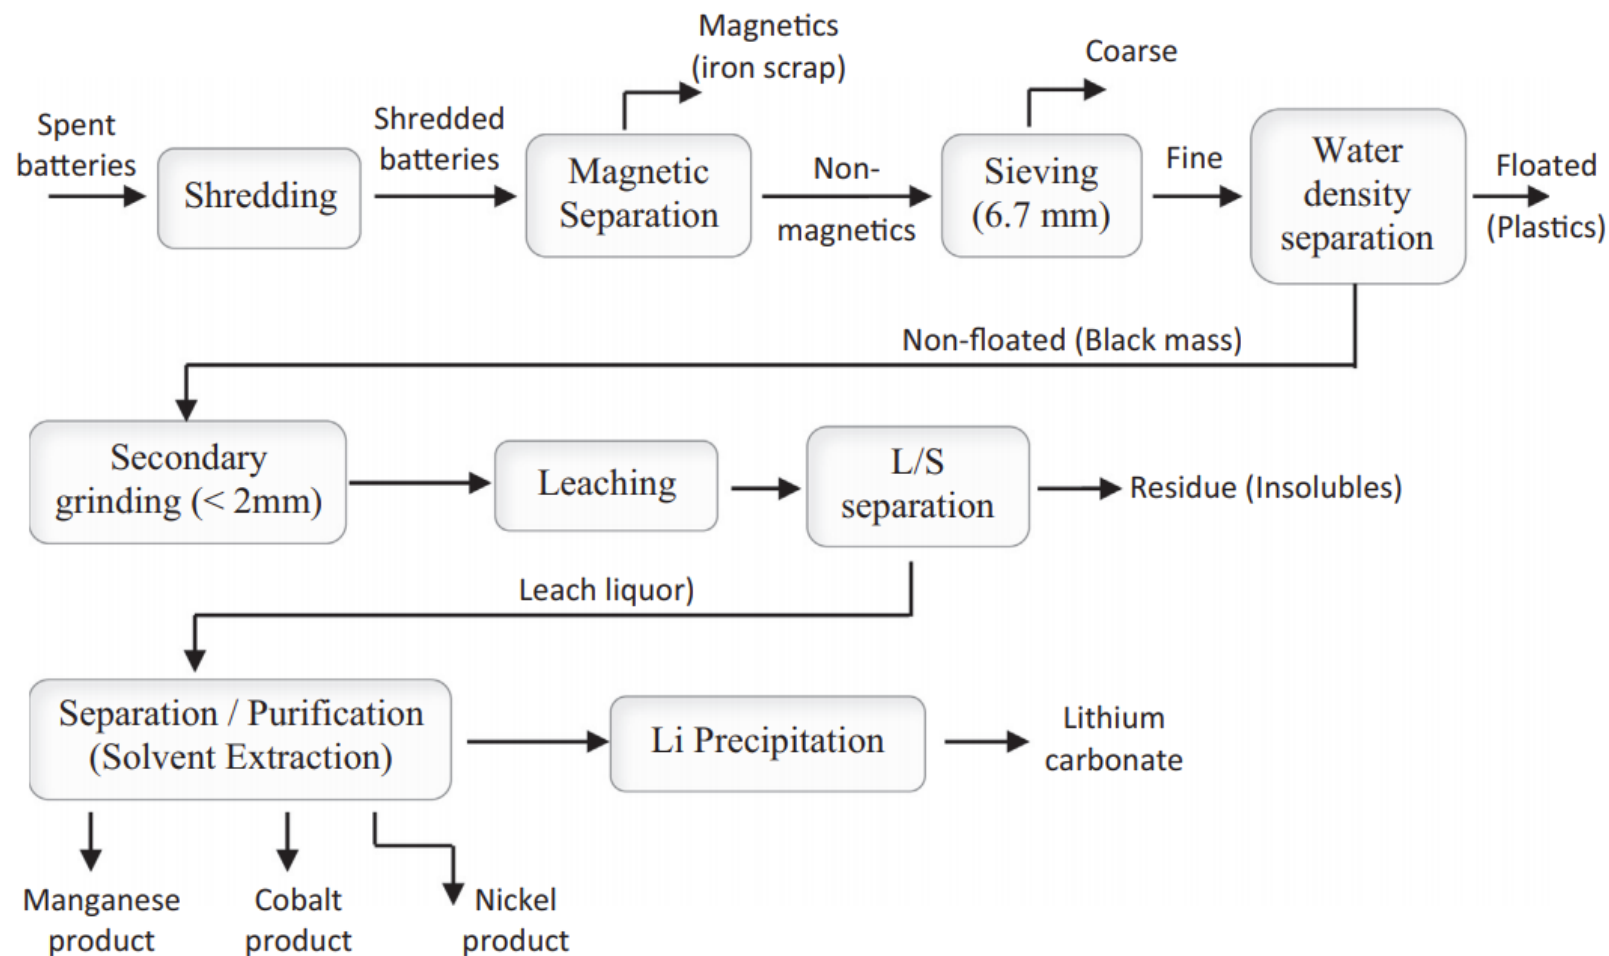 Magnetics
(iron scrap)
Coarse
Spent
batteries
Shredding
Shredded
batteries
Magnetic
Separation
Non-
magnetics
Sieving
(6.7 mm)
Fine
Water
density
separation
Floated
(Plastics)
Non-floated (Black mass)
Secondary
grinding (< 2mm)
Leaching
L/S
separation
Residue (Insolubles)
Leach liquor)
Separation / Purification
(Solvent Extraction)
Li Precipitation
Lithium
carbonate
Manganese
product
Cobalt
product
Nickel
product